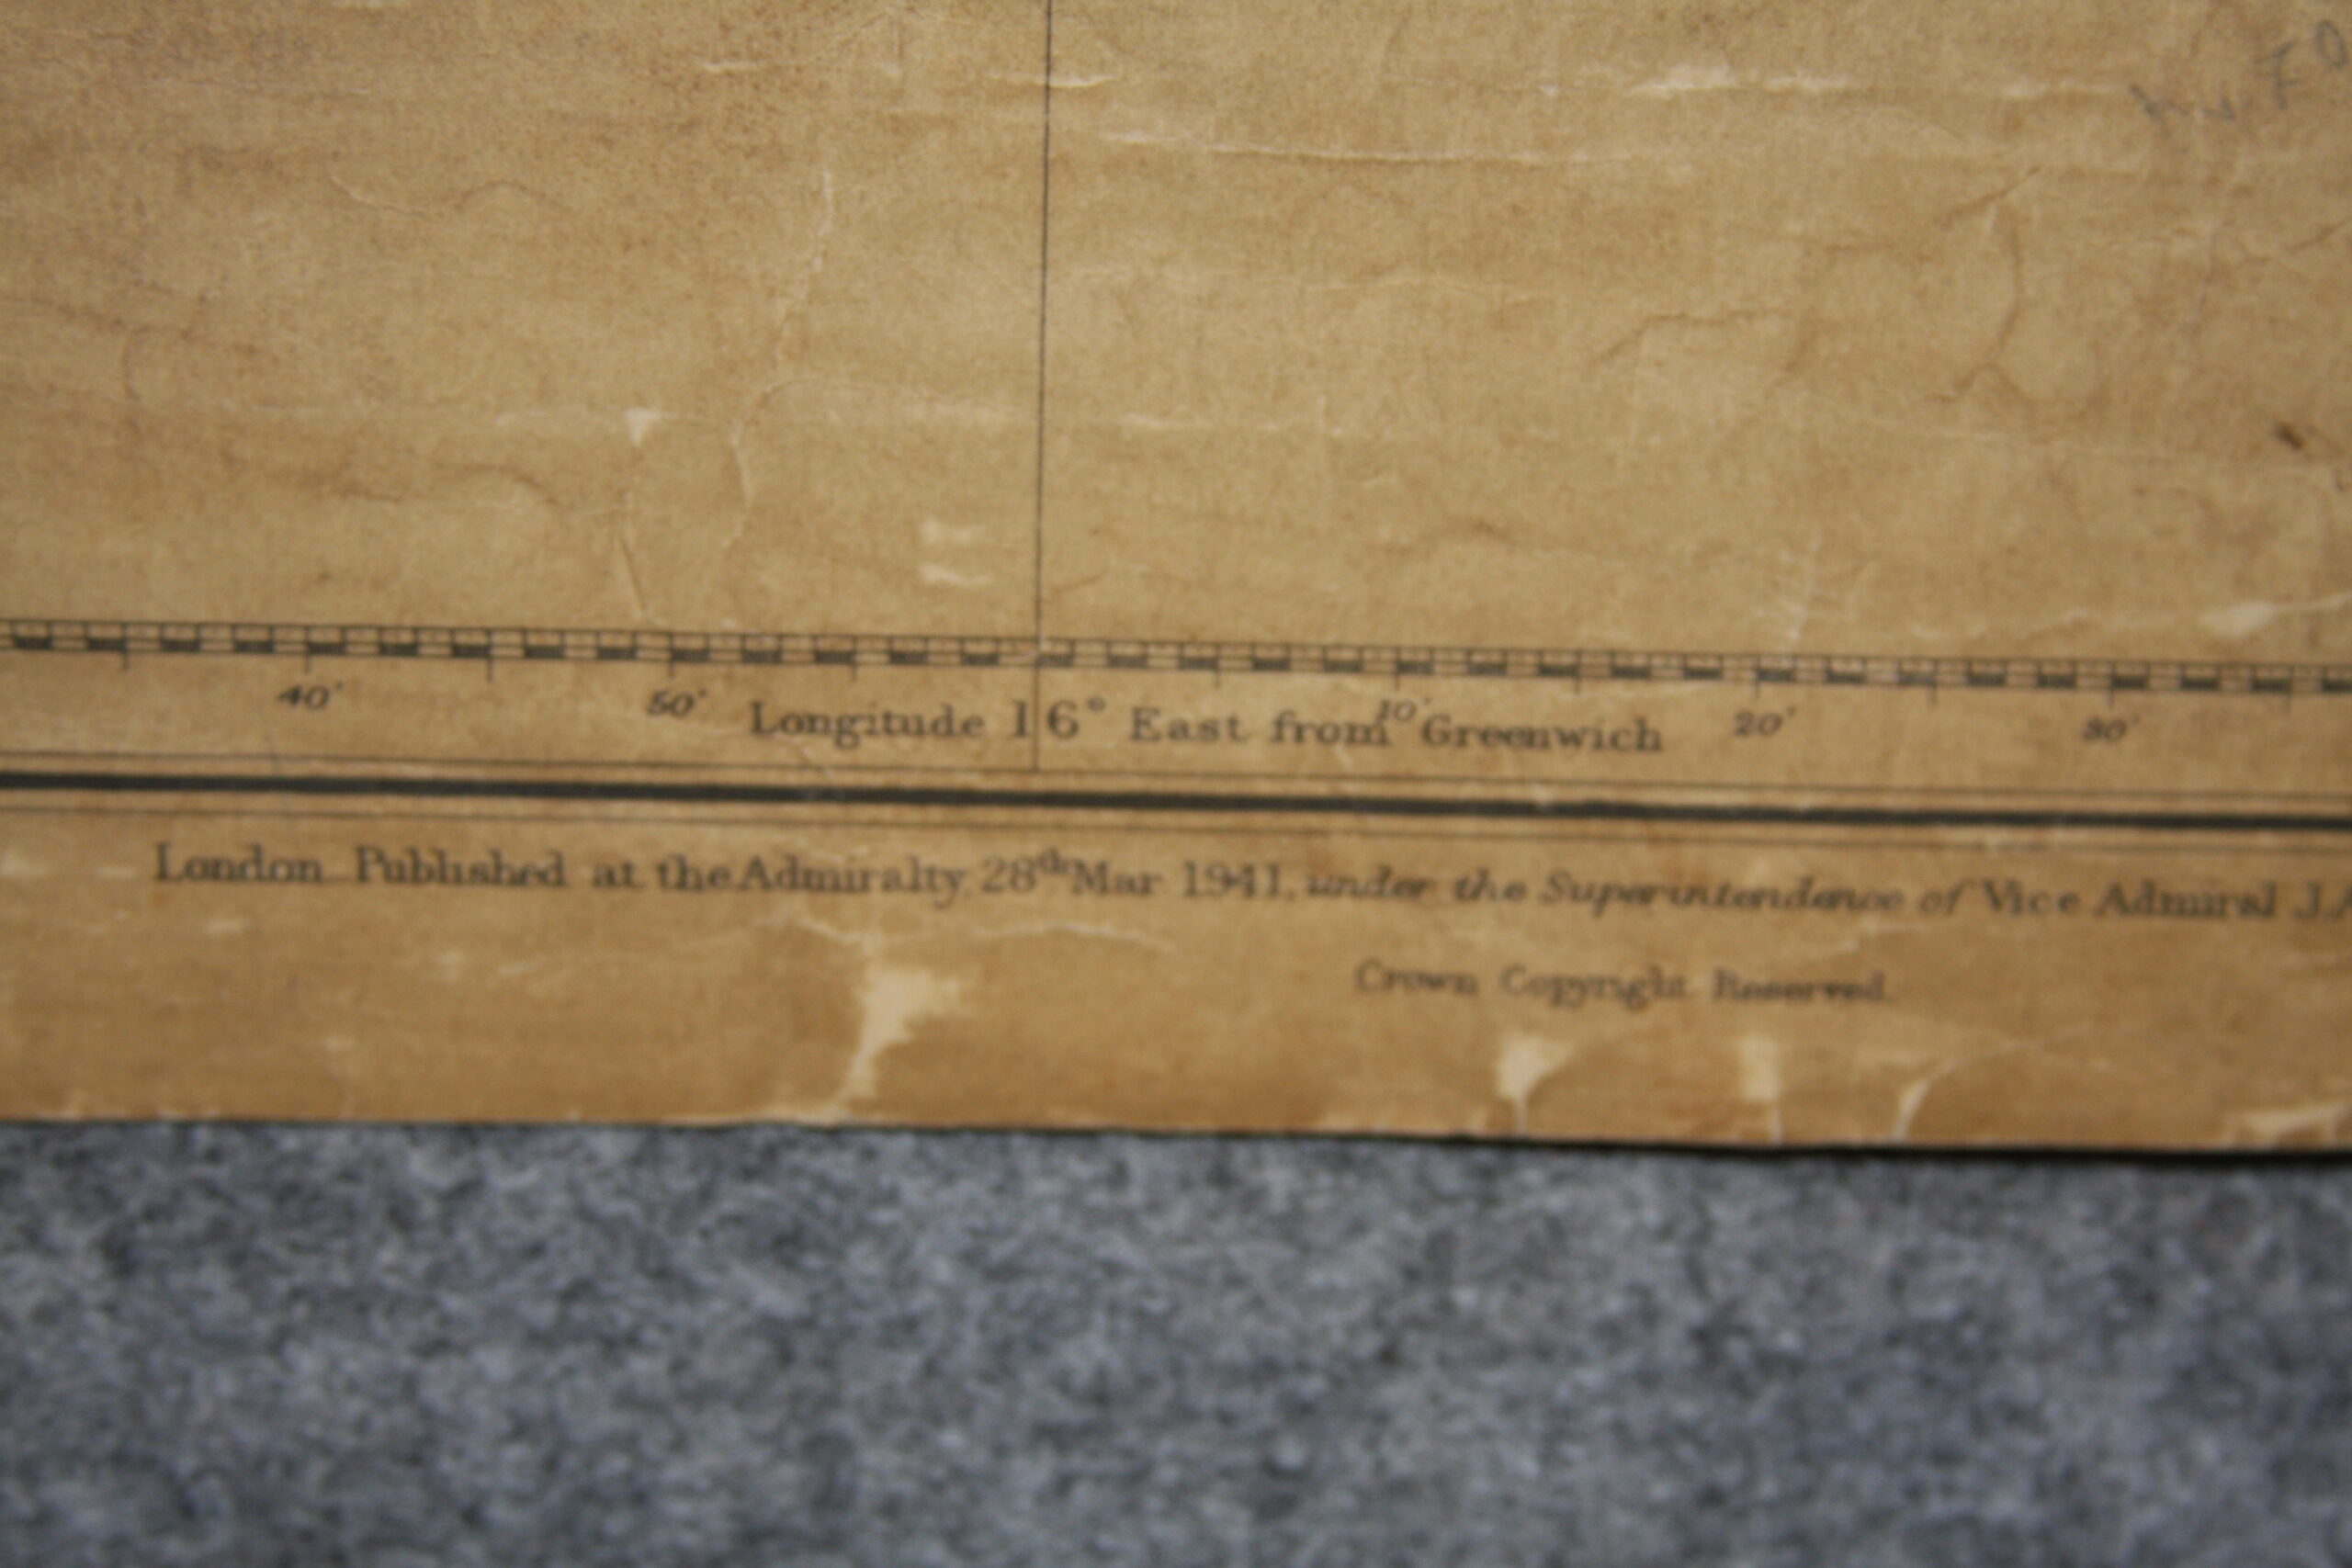 40' 50' 10' 20' 30'
Longitude 16° East from Greenwich
London Published at the Admiralty, 28th Mar 1941, under the Superintendence of Vice Admiral J.A
Crown Copyright Reserved